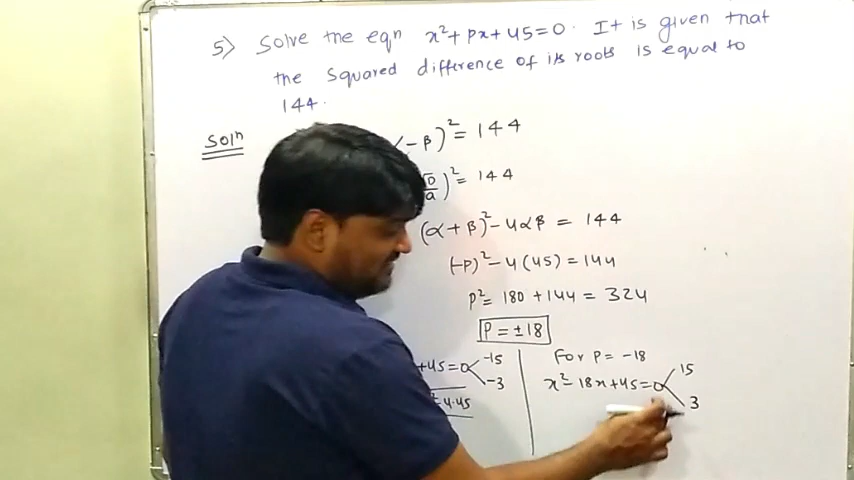 5) Solve the eqn x²+px+45=0. It is given that
the squared difference of its roots is equal to
144.
Solⁿ
-β)² = 144
√D/a)² = 144
(α+β)²-4αβ = 144
(-P)²-4(45) = 144
p² = 180+144 = 324
P = ±18
+45=0 -15
-3
-4.45
For P = -18
x²-18x+45=0 15
3